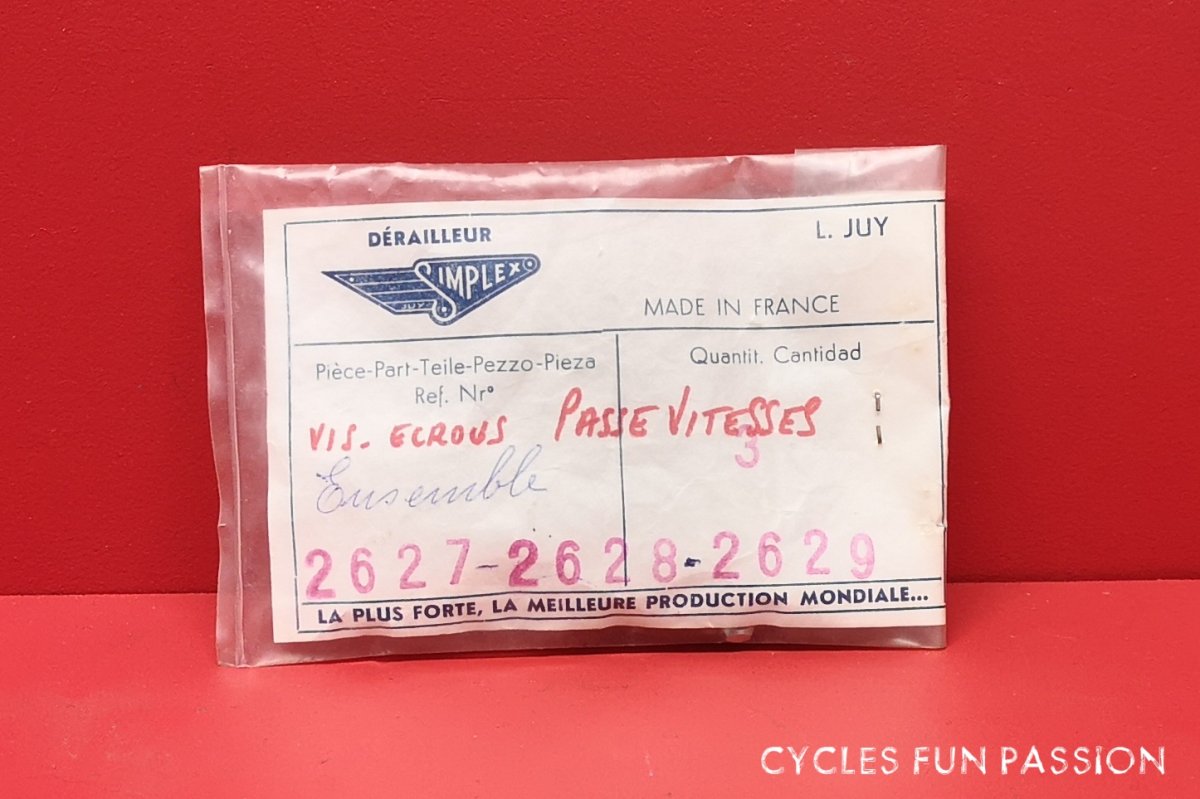 DÉRAILLEUR
L. JUY
SIMPLEX
JUY
MADE IN FRANCE
Pièce-Part-Teile-Pezzo-Pieza
Ref. Nr°
Quantit. Cantidad
VIS. ECROUS PASSE VITESSES
3
Ensemble
2627-2628-2629
LA PLUS FORTE, LA MEILLEURE PRODUCTION MONDIALE...
CYCLES FUN PASSION